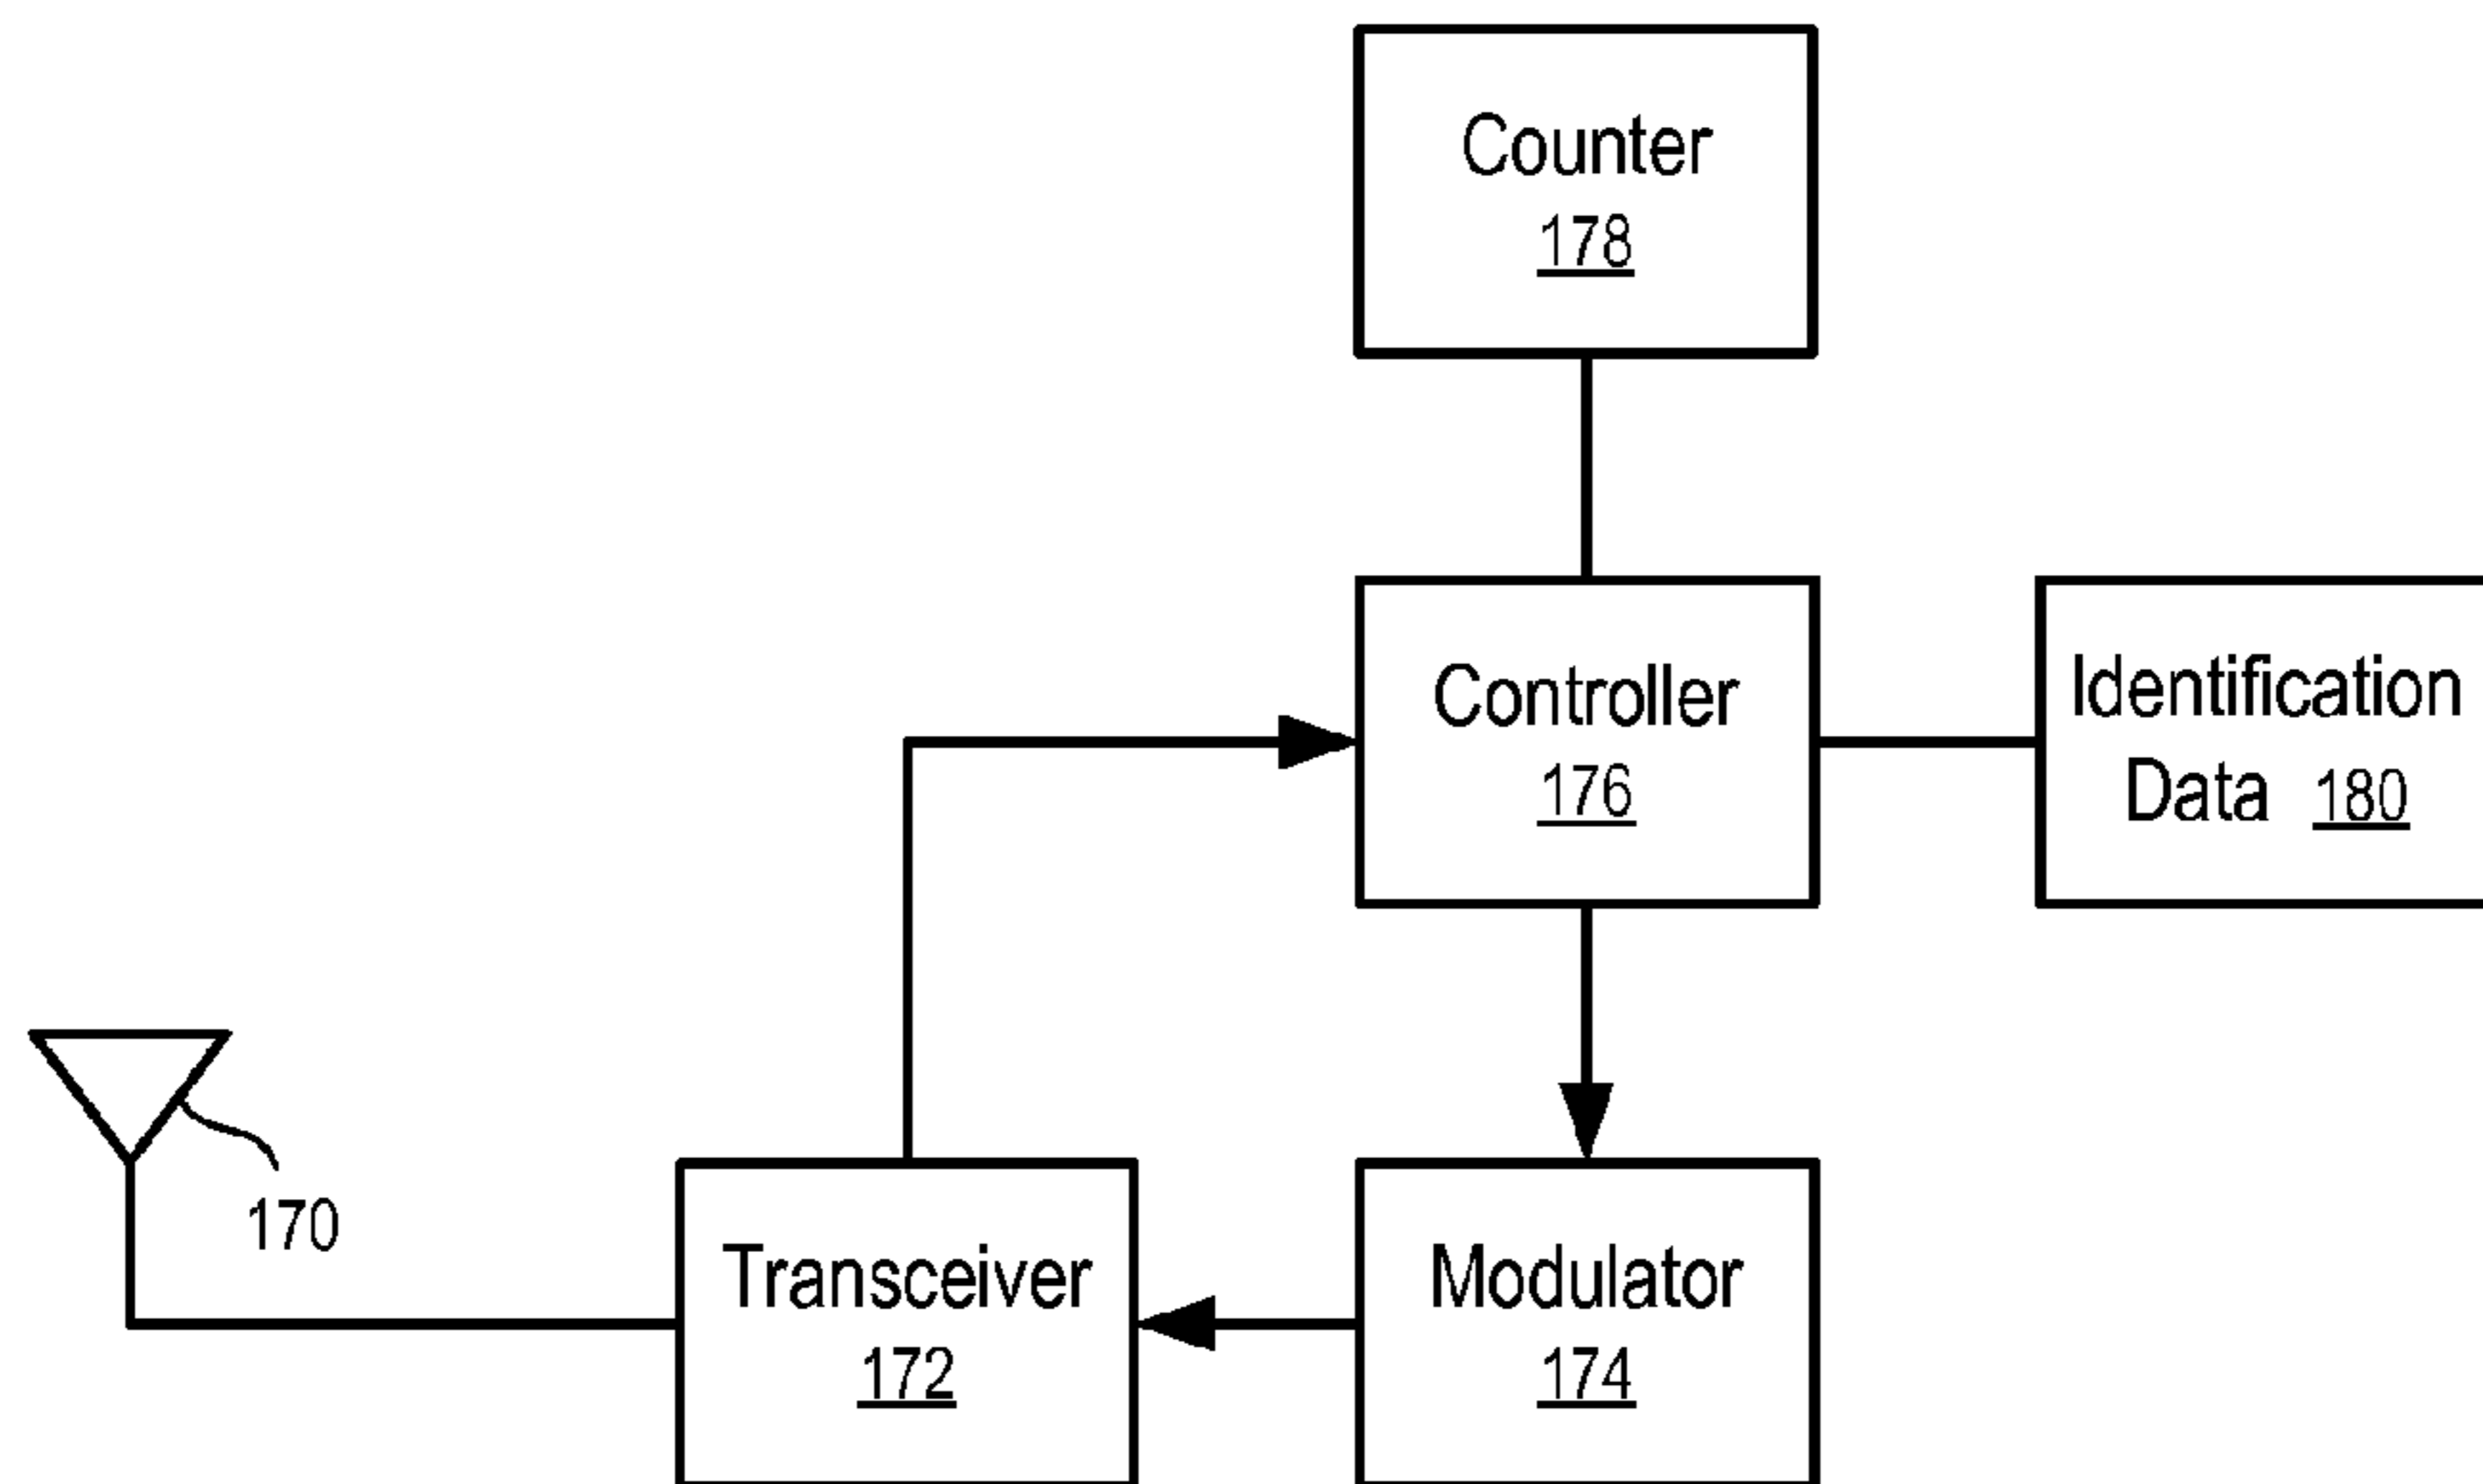 Counter
178
Controller
176
Identification
Data 180
170
Transceiver
172
Modulator
174